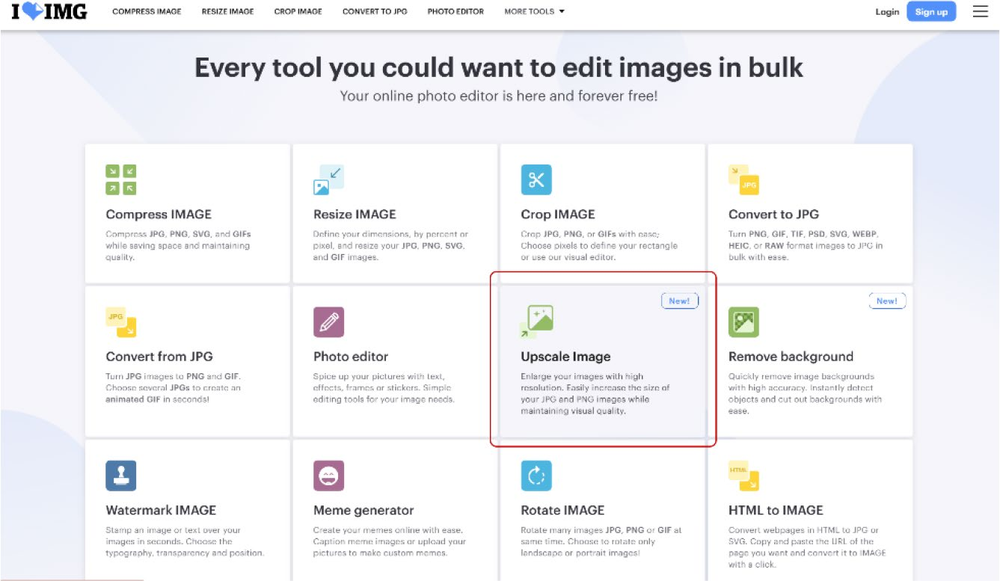 I IMG COMPRESS IMAGE RESIZE IMAGE CROP IMAGE CONVERT TO JPG PHOTO EDITOR MORE TOOLS Login Sign up
Every tool you could want to edit images in bulk
Your online photo editor is here and forever free!
Compress IMAGE
Compress JPG, PNG, SVG, and GIFs
while saving space and maintaining
quality.
Resize IMAGE
Define your dimensions, by percent or
pixel, and resize your JPG, PNG, SVG,
and GIF images.
Crop IMAGE
Crop JPG, PNG, or GIFs with ease;
Choose pixels to define your rectangle
or use our visual editor.
JPG
Convert to JPG
Turn PNG, GIF, TIF, PSD, SVG, WEBP,
HEIC, or RAW format images to JPG in
bulk with ease.
JPG
Convert from JPG
Turn JPG images to PNG and GIF.
Choose several JPGs to create an
animated GIF in seconds!
Photo editor
Spice up your pictures with text,
effects, frames or stickers. Simple
editing tools for your image needs.
New!
Upscale Image
Enlarge your images with high
resolution. Easily increase the size of
your JPG and PNG images while
maintaining visual quality.
New!
Remove background
Quickly remove image backgrounds
with high accuracy. Instantly detect
objects and cut out backgrounds with
ease.
Watermark IMAGE
Stamp an image or text over your
images in seconds. Choose the
typography, transparency and position.
Meme generator
Create your memes online with ease.
Caption meme images or upload your
pictures to make custom memes.
Rotate IMAGE
Rotate many images JPG, PNG or GIF at
same time. Choose to rotate only
landscape or portrait images!
HTML
HTML to IMAGE
Convert webpages in HTML to JPG or
SVG. Copy and paste the URL of the
page you want and convert it to IMAGE
with a click.